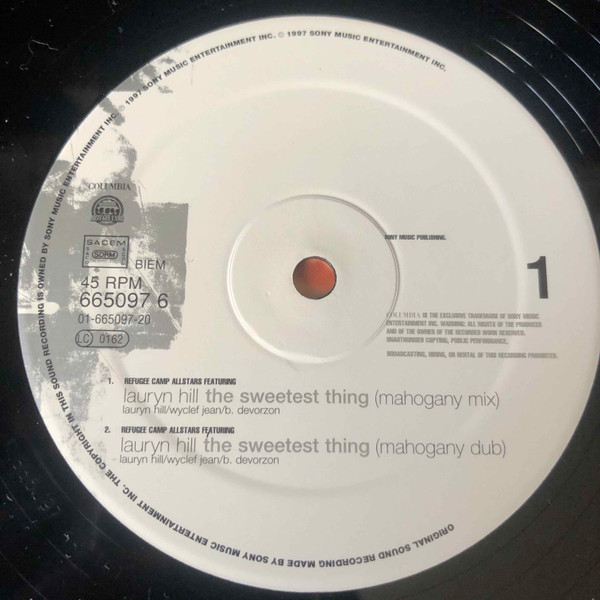 ORIGINAL SOUND RECORDING MADE BY SONY MUSIC ENTERTAINMENT INC. THE COPYRIGHT IN THIS SOUND RECORDING IS OWNED BY SONY MUSIC ENTERTAINMENT INC. © 1997 SONY MUSIC ENTERTAINMENT INC. © 1997 SONY MUSIC ENTERTAINMENT INC.
COLUMBIA
SACEM
SDRM
BIEM
45 RPM
665097 6
01-665097-20
LC 0162
SONY MUSIC PUBLISHING.
1
COLUMBIA IS THE EXCLUSIVE TRADEMARK OF SONY MUSIC
ENTERTAINMENT INC. WARNING: ALL RIGHTS OF THE PRODUCER
AND OF THE OWNER OF THE RECORDED WORK RESERVED.
UNAUTHORISED COPYING, PUBLIC PERFORMANCE,
BROADCASTING, HIRING, OR RENTAL OF THIS RECORDING PROHIBITED.
1. REFUGEE CAMP ALLSTARS FEATURING
lauryn hill the sweetest thing (mahogany mix)
lauryn hill/wyclef jean/b. devorzon
2. REFUGEE CAMP ALLSTARS FEATURING
lauryn hill the sweetest thing (mahogany dub)
lauryn hill/wyclef jean/b. devorzon